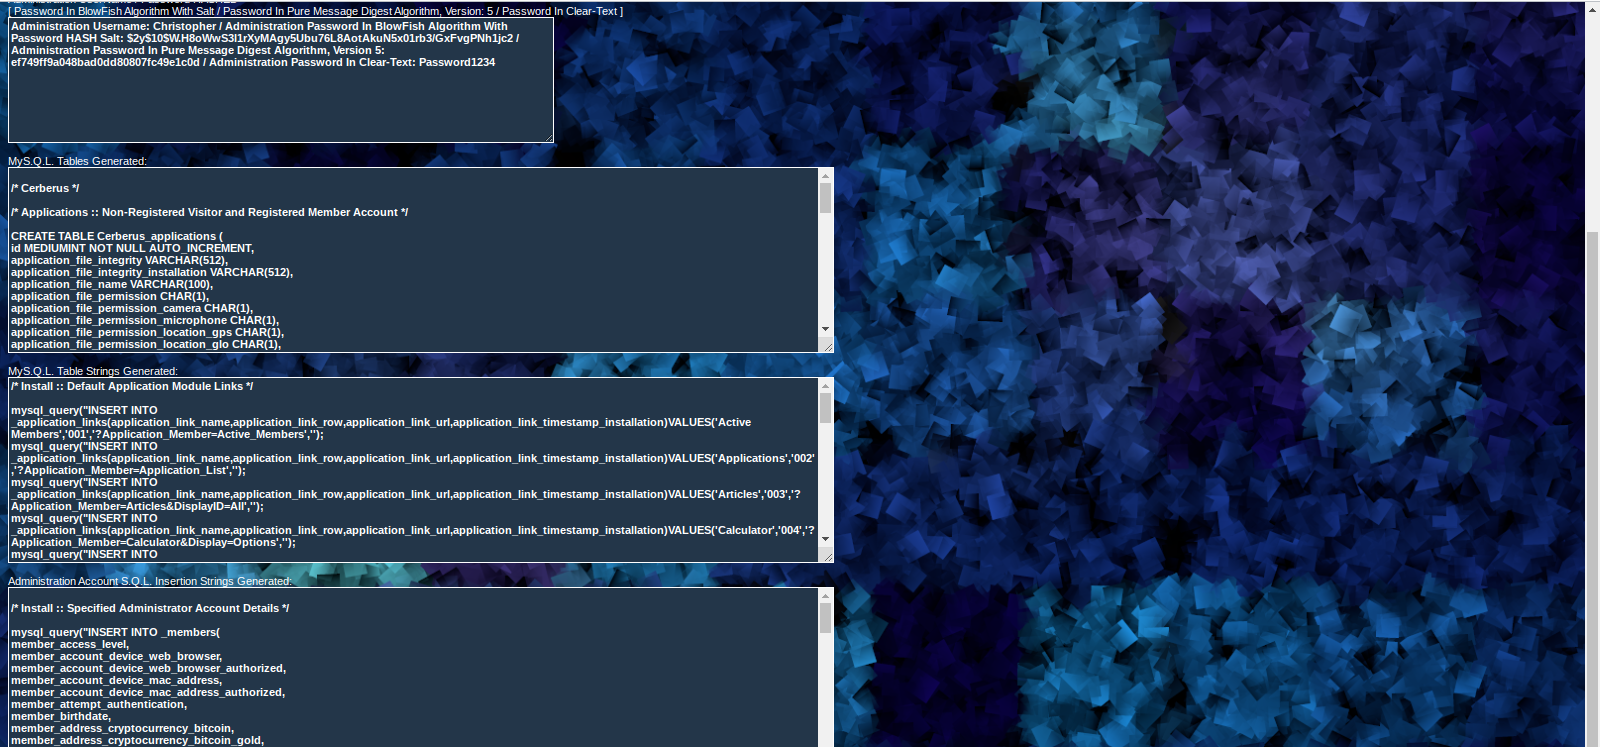 [ Password In BlowFish Algorithm With Salt / Password In Pure Message Digest Algorithm, Version: 5 / Password In Clear-Text ]
Administration Username: Christopher / Administration Password In BlowFish Algorithm With
Password HASH Salt: $2y$10$W.H8oWwS3I1rXyMAgy5Ubu76L8AotAkuN5x01rb3/GxFvgPNh1jc2 /
Administration Password In Pure Message Digest Algorithm, Version 5:
ef749ff9a048bad0dd80807fc49e1c0d / Administration Password In Clear-Text: Password1234
MyS.Q.L. Tables Generated:
/* Cerberus */
/* Applications :: Non-Registered Visitor and Registered Member Account */
CREATE TABLE Cerberus_applications (
id MEDIUMINT NOT NULL AUTO_INCREMENT,
application_file_integrity VARCHAR(512),
application_file_integrity_installation VARCHAR(512),
application_file_name VARCHAR(100),
application_file_permission CHAR(1),
application_file_permission_camera CHAR(1),
application_file_permission_microphone CHAR(1),
application_file_permission_location_gps CHAR(1),
application_file_permission_location_glo CHAR(1),
MyS.Q.L. Table Strings Generated:
/* Install :: Default Application Module Links */
mysql_query("INSERT INTO
_application_links(application_link_name,application_link_row,application_link_url,application_link_timestamp_installation)VALUES('Active
Members','001','?Application_Member=Active_Members','');
mysql_query("INSERT INTO
_application_links(application_link_name,application_link_row,application_link_url,application_link_timestamp_installation)VALUES('Applications','002'
,'?Application_Member=Application_List','');
mysql_query("INSERT INTO
_application_links(application_link_name,application_link_row,application_link_url,application_link_timestamp_installation)VALUES('Articles','003','?
Application_Member=Articles&DisplayID=All','');
mysql_query("INSERT INTO
_application_links(application_link_name,application_link_row,application_link_url,application_link_timestamp_installation)VALUES('Calculator','004','?
Application_Member=Calculator&Display=Options','');
mysql_query("INSERT INTO
Administration Account S.Q.L. Insertion Strings Generated:
/* Install :: Specified Administrator Account Details */
mysql_query("INSERT INTO _members(
member_access_level,
member_account_device_web_browser,
member_account_device_web_browser_authorized,
member_account_device_mac_address,
member_account_device_mac_address_authorized,
member_attempt_authentication,
member_birthdate,
member_address_cryptocurrency_bitcoin,
member_address_cryptocurrency_bitcoin_gold,